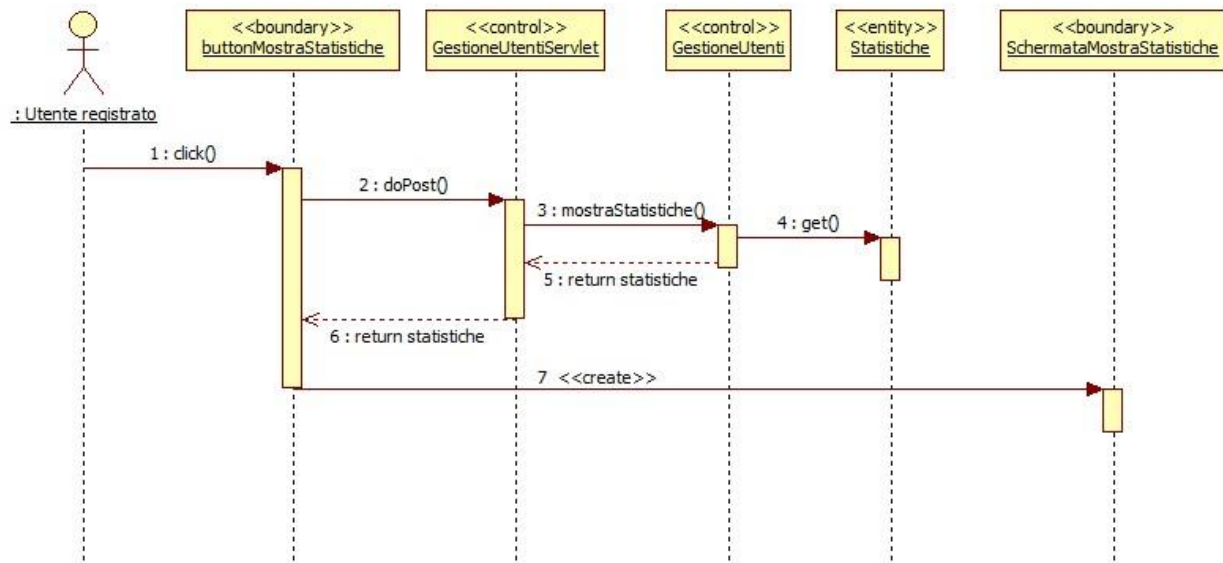 <<boundary>>
buttonMostraStatistiche
<<control>>
GestioneUtentiServlet
<<control>>
GestioneUtenti
<<entity>>
Statistiche
<<boundary>>
SchermataMostraStatistiche
: Utente registrato
1 : click()
2 : doPost()
3 : mostraStatistiche()
4 : get()
5 : return statistiche
6 : return statistiche
7 <<create>>